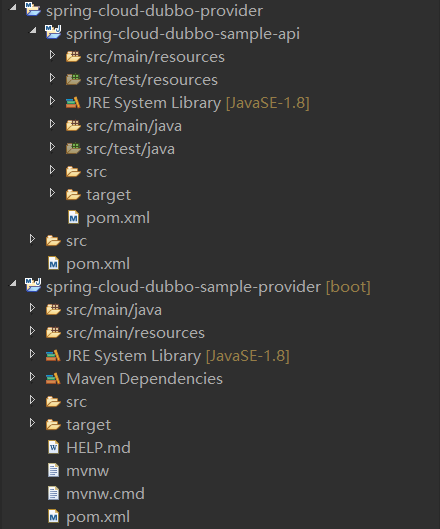 spring-cloud-dubbo-provider
spring-cloud-dubbo-sample-api
src/main/resources
src/test/resources
JRE System Library [JavaSE-1.8]
src/main/java
src/test/java
src
target
pom.xml
src
pom.xml
spring-cloud-dubbo-sample-provider [boot]
src/main/java
src/main/resources
JRE System Library [JavaSE-1.8]
Maven Dependencies
src
target
HELP.md
mvnw
mvnw.cmd
pom.xml